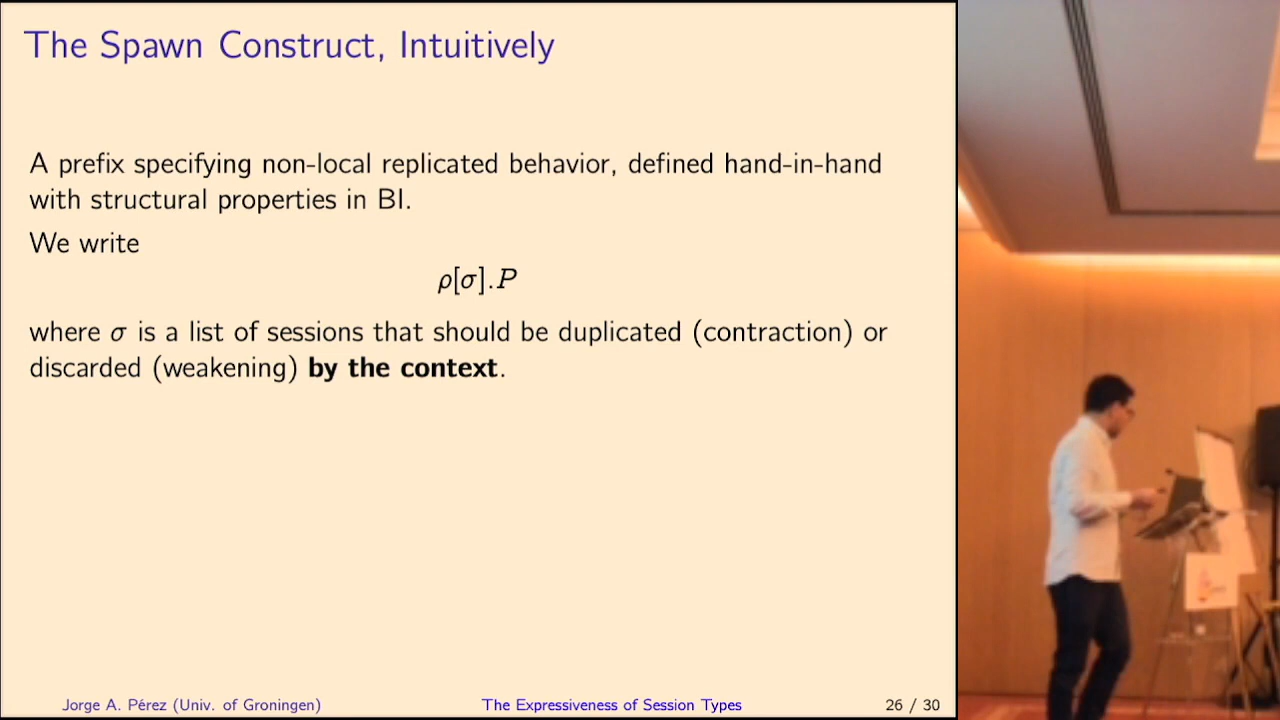 The Spawn Construct, Intuitively
A prefix specifying non-local replicated behavior, defined hand-in-hand
with structural properties in BI.
We write
ρ[σ].P
where σ is a list of sessions that should be duplicated (contraction) or
discarded (weakening) by the context.
Jorge A. Pérez (Univ. of Groningen) The Expressiveness of Session Types 26 / 30